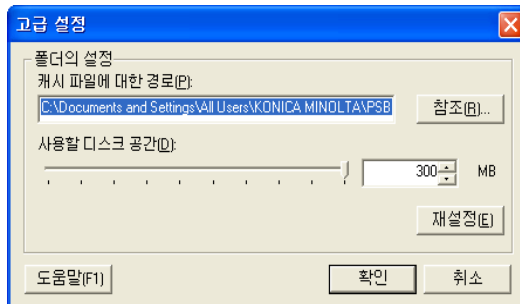 고급 설정
폴더의 설정
캐시 파일에 대한 경로(P):
C:\Documents and Settings\All Users\KONICA MINOLTA\PSB
참조(R)...
사용할 디스크 공간(D):
300 MB
재설정(E)
도움말(F1) 확인 취소